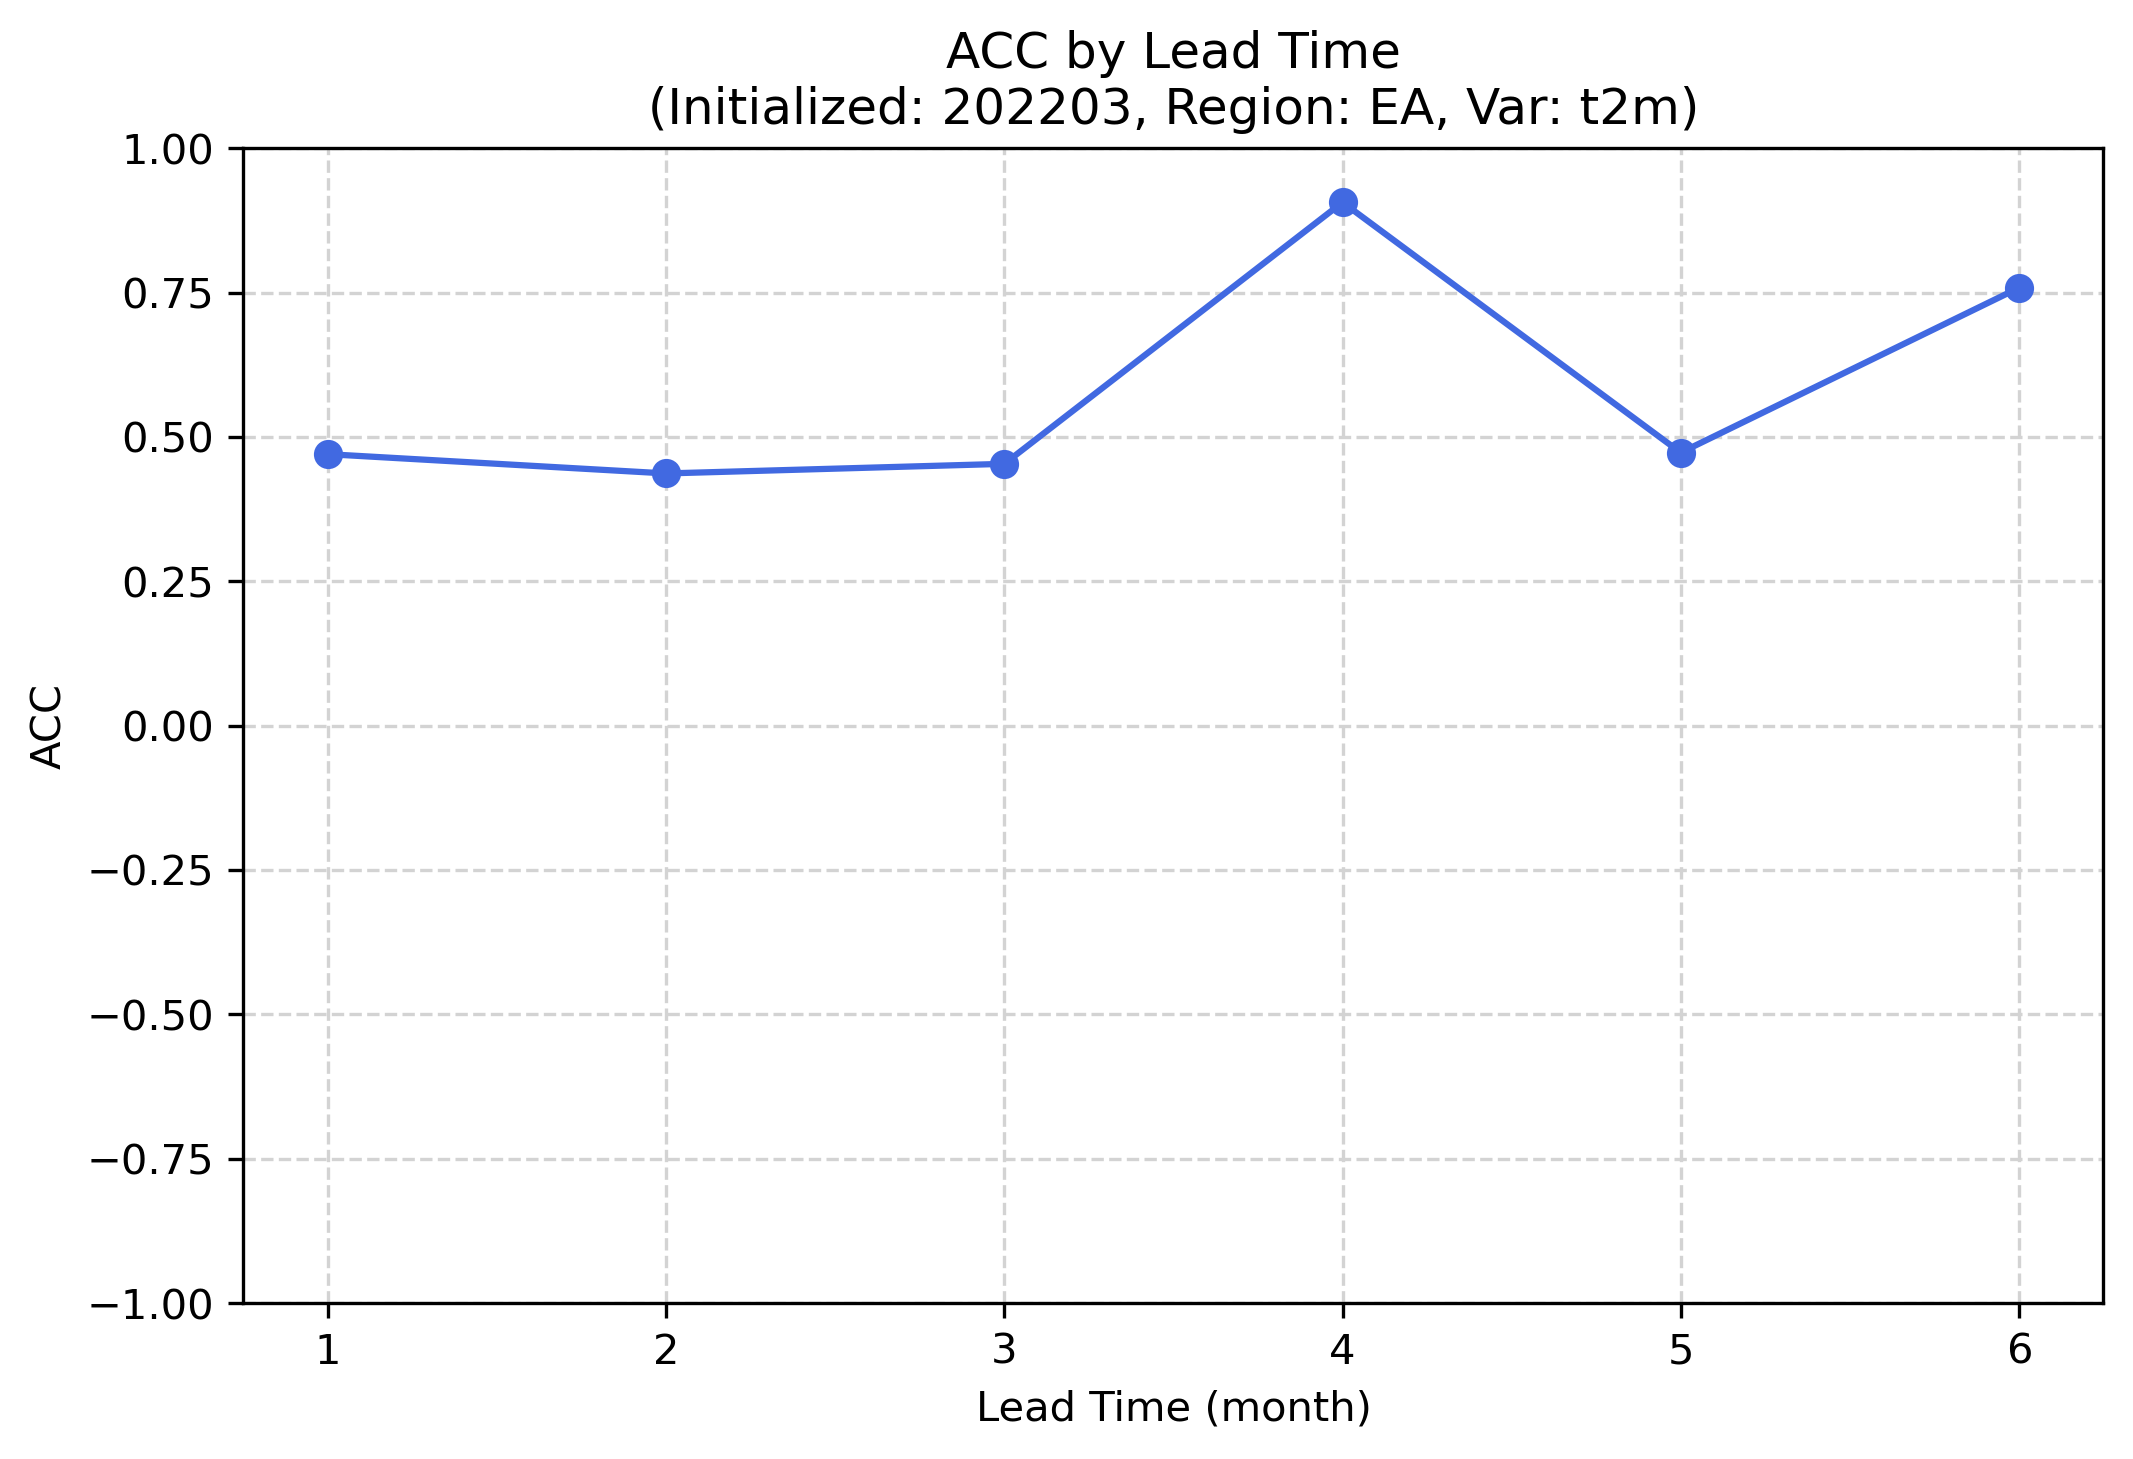 ACC by Lead Time
(Initialized: 202203, Region: EA, Var: t2m)
1.00
0.75
0.50
0.25
0.00
−0.25
−0.50
−0.75
−1.00
ACC
1 2 3 4 5 6
Lead Time (month)